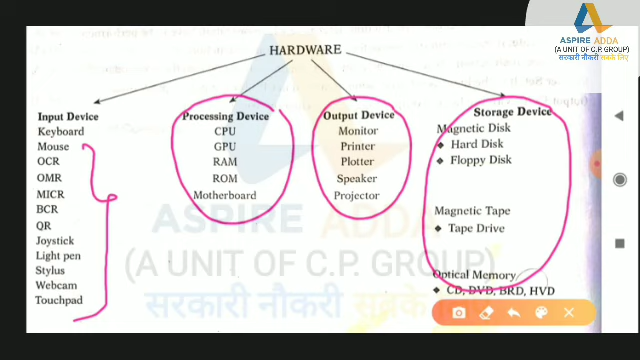 ASPIRE ADDA
(A UNIT OF C.P. GROUP)
सरकारी नौकरी सबके लिए
HARDWARE
Input Device
Keyboard
Mouse
OCR
OMR
MICR
BCR
QR
Joystick
Light pen
Stylus
Webcam
Touchpad
Processing Device
CPU
GPU
RAM
ROM
Motherboard
Output Device
Monitor
Printer
Plotter
Speaker
Projector
Storage Device
Magnetic Disk
❖ Hard Disk
❖ Floppy Disk
Magnetic Tape
❖ Tape Drive
Optical Memory
❖ CD, DVD, BRD, HVD
ASPIRE ADDA
(A UNIT OF C.P. GROUP)
सरकारी नौकरी सबके लिए